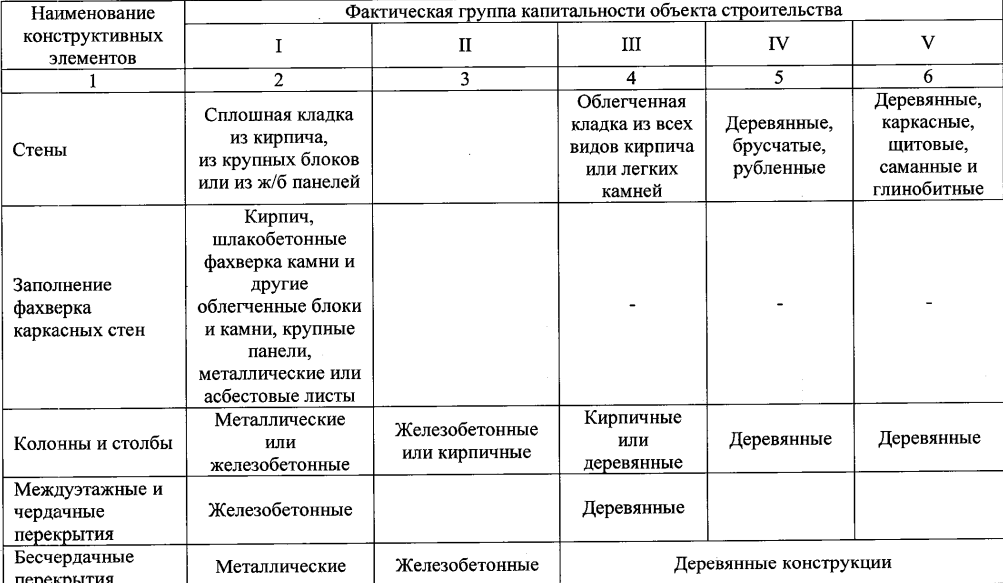 Наименование
конструктивных
элементов
Фактическая группа капитальности объекта строительства
I II III IV V
1 2 3 4 5 6
Стены
Сплошная кладка
из кирпича,
из крупных блоков
или из ж/б панелей
Облегченная
кладка из всех
видов кирпича
или легких
камней
Деревянные,
брусчатые,
рубленные
Деревянные,
каркасные,
щитовые,
саманные и
глинобитные
Заполнение
фахверка
каркасных стен
Кирпич,
шлакобетонные
фахверка камни и
другие
облегченные блоки
и камни, крупные
панели,
металлические или
асбестовые листы
- - -
Колонны и столбы
Металлические
или
железобетонные
Железобетонные
или кирпичные
Кирпичные
или
деревянные
Деревянные
Деревянные
Междуэтажные и
чердачные
перекрытия
Железобетонные
Деревянные
Бесчердачные
перекрытия
Металлические
Железобетонные
Деревянные конструкции